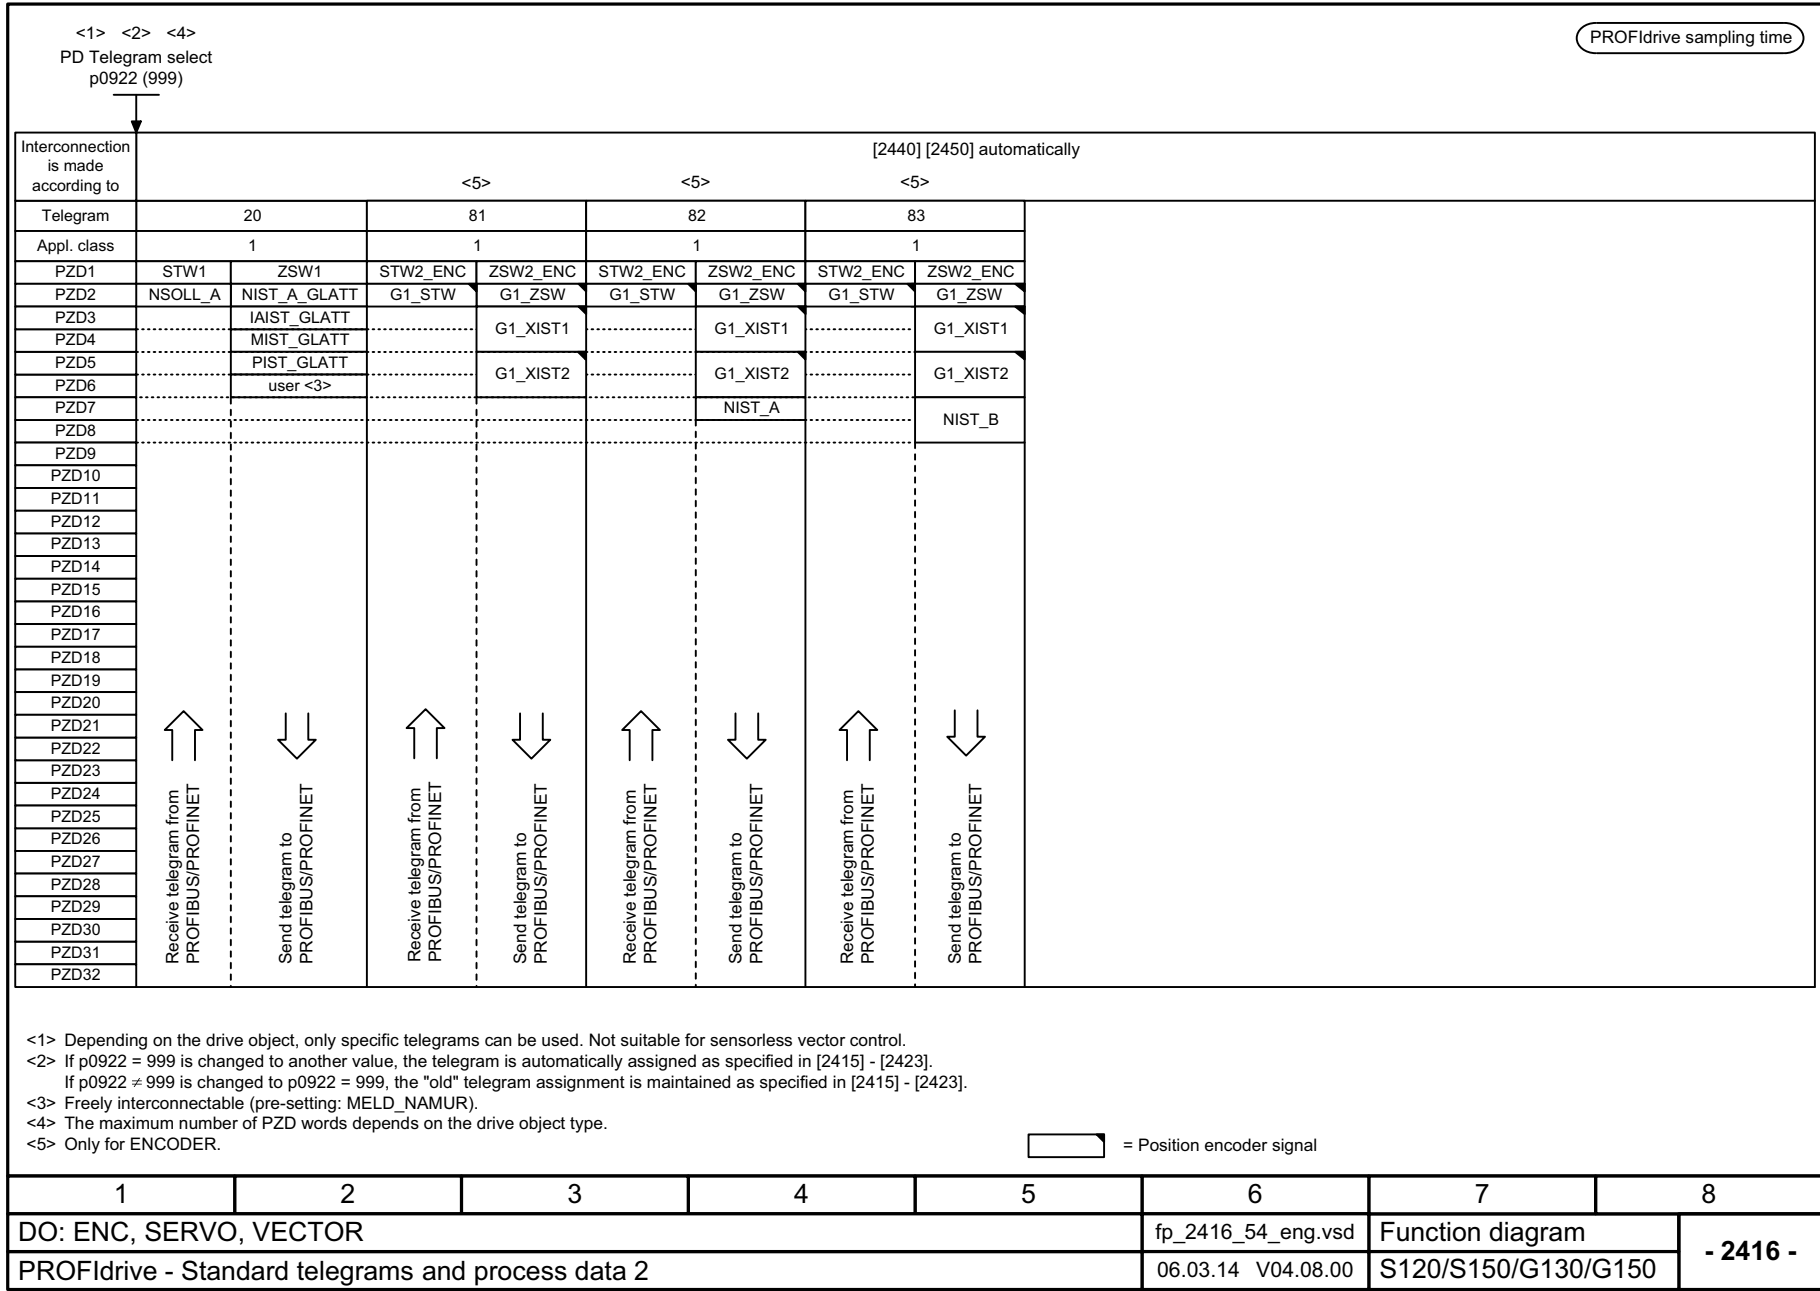 <1> <2> <4>
PD Telegram select
p0922 (999)
PROFIdrive sampling time
Interconnection
is made
according to
[2440] [2450] automatically
<5> <5> <5>
Telegram 20 81 82 83
Appl. class 1 1 1 1
PZD1 STW1 ZSW1 STW2_ENC ZSW2_ENC STW2_ENC ZSW2_ENC STW2_ENC ZSW2_ENC
PZD2 NSOLL_A NIST_A_GLATT G1_STW G1_ZSW G1_STW G1_ZSW G1_STW G1_ZSW
PZD3 IAIST_GLATT
G1_XIST1 G1_XIST1 G1_XIST1
PZD4 MIST_GLATT
PZD5 PIST_GLATT
G1_XIST2 G1_XIST2 G1_XIST2
PZD6 user <3>
PZD7 NIST_A
NIST_B
PZD8
PZD9
PZD10
PZD11
PZD12
PZD13
PZD14
PZD15
PZD16
PZD17
PZD18
PZD19
PZD20
PZD21
PZD22
PZD23
PZD24
PZD25
PZD26
PZD27
PZD28
PZD29
PZD30
PZD31
PZD32
Receive telegram from
PROFIBUS/PROFINET
Send telegram to
PROFIBUS/PROFINET
Receive telegram from
PROFIBUS/PROFINET
Send telegram to
PROFIBUS/PROFINET
Receive telegram from
PROFIBUS/PROFINET
Send telegram to
PROFIBUS/PROFINET
Receive telegram from
PROFIBUS/PROFINET
Send telegram to
PROFIBUS/PROFINET
<1> Depending on the drive object, only specific telegrams can be used. Not suitable for sensorless vector control.
<2> If p0922 = 999 is changed to another value, the telegram is automatically assigned as specified in [2415] - [2423].
If p0922 ≠ 999 is changed to p0922 = 999, the "old" telegram assignment is maintained as specified in [2415] - [2423].
<3> Freely interconnectable (pre-setting: MELD_NAMUR).
<4> The maximum number of PZD words depends on the drive object type.
<5> Only for ENCODER.
= Position encoder signal
1 2 3 4 5 6 7 8
DO: ENC, SERVO, VECTOR fp_2416_54_eng.vsd Function diagram
- 2416 -
PROFIdrive - Standard telegrams and process data 2 06.03.14 V04.08.00 S120/S150/G130/G150